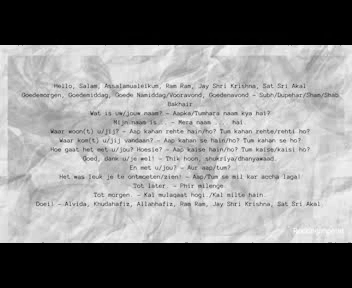 Hello, Salam, Assalamualeikum, Ram Ram, Jay Shri Krishna, Sat Sri Akal
Goedemorgen, Goedemiddag, Goede Namiddag/Vooravond, Goedenavond - Subh/Dupehar/Sham/Shab
Bakhair
Wat is uw/jouw naam? - Aapka/Tumhara naam kya hai?
Mijn naam is... - Mera naam ... hai
Waar woon(t) u/jij? - Aap kahan rehte hain/ho? Tum kahan rehte/rehti ho?
Waar kom(t) u/jij vandaan? - Aap kahan se hain/ho? Tum kahan se ho?
Hoe gaat het met u/jou? Hoesie? - Aap kaise hain/ho? Tum kaise/kaisi ho?
Goed, dank u/je wel! - Thik hoon, shukriya/dhanyawaad.
En met u/jou? - Aur aap/tum?
Het was leuk je te ontmoeten/zien! - Aap/Tum se mil kar accha laga!
Tot later. - Phir milenge.
Tot morgen. - Kal mulaqaat hogi./Kal milte hain.
Doei! - Alvida, Khudahafiz, Allahhafiz, Ram Ram, Jay Shri Krishna, Sat Sri Akal.